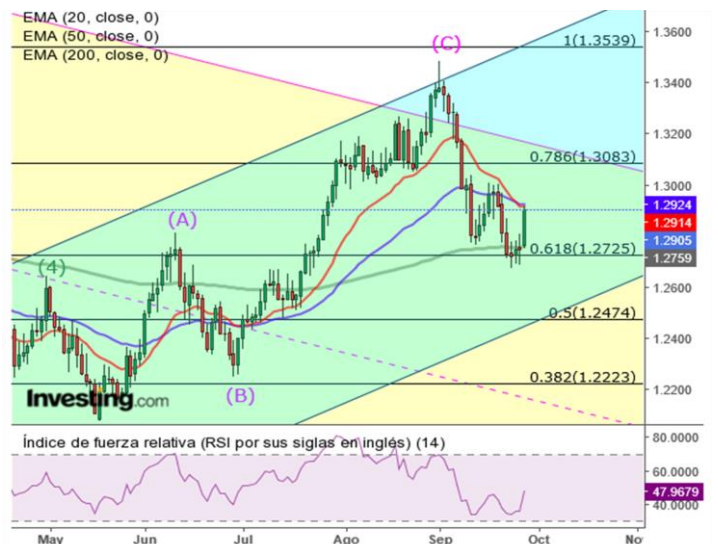 EMA (20, close, 0)
EMA (50, close, 0)
EMA (200, close, 0)
(C)
1(1.3539)
1.3600
1.3400
1.3200
0.786(1.3083)
1.3000
(A)
1.2924
1.2914
1.2905
1.2759
(4)
0.618(1.2725)
1.2600
0.5(1.2474)
1.2400
(B)
0.382(1.2223)
1.2200
Investing.com
Índice de fuerza relativa (RSI por sus siglas en inglés) (14)
80.0000
60.0000
47.9679
40.0000
May Jun Jul Ago Sep Oct No